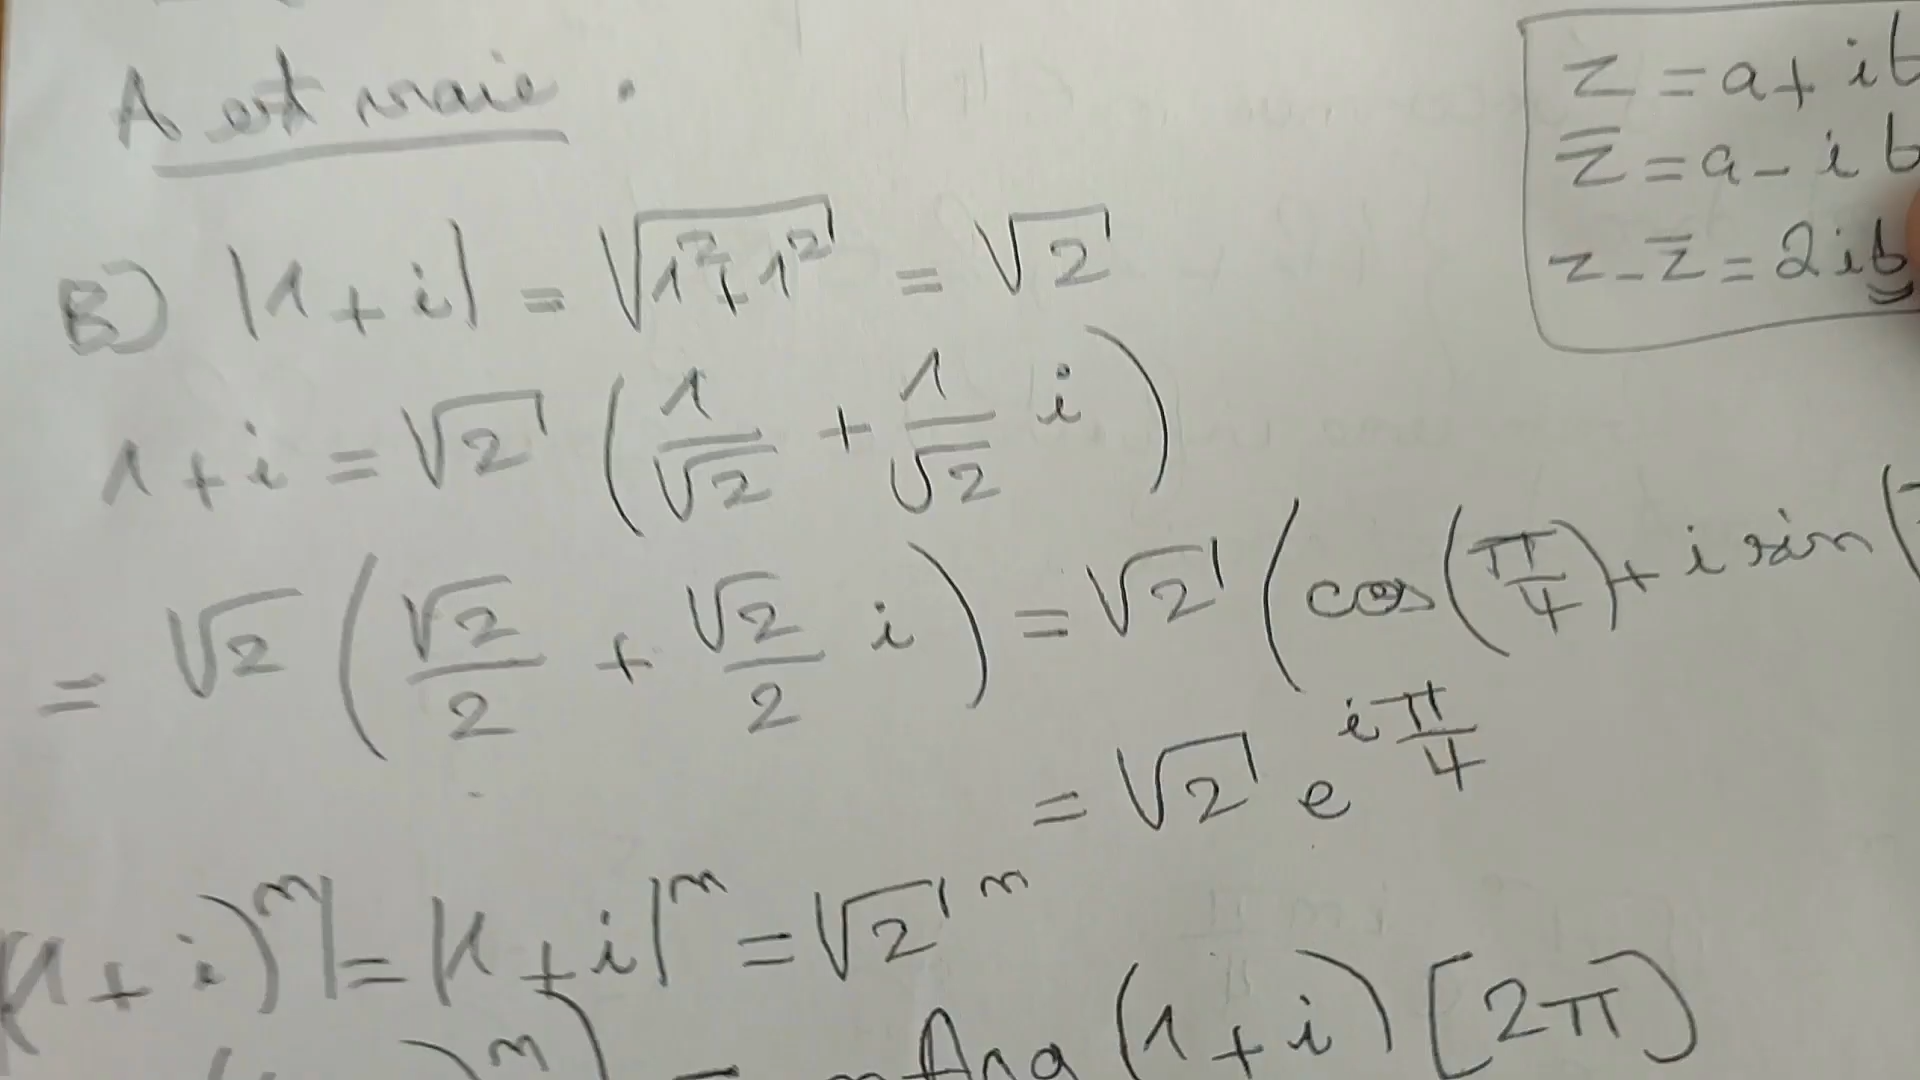 A est vraie.
z = a + ib
z̅ = a - ib
z - z̅ = 2ib
B) |1 + i| = √(1² + 1²) = √2
1 + i = √2 (1/√2 + 1/√2 i)
= √2 (√2/2 + √2/2 i) = √2 (cos(π/4) + i sin(
= √2 e^(iπ/4)
(1 + i)^n| = |1 + i|^n = √2^n
)^n) = n Arg (1 + i) [2π]